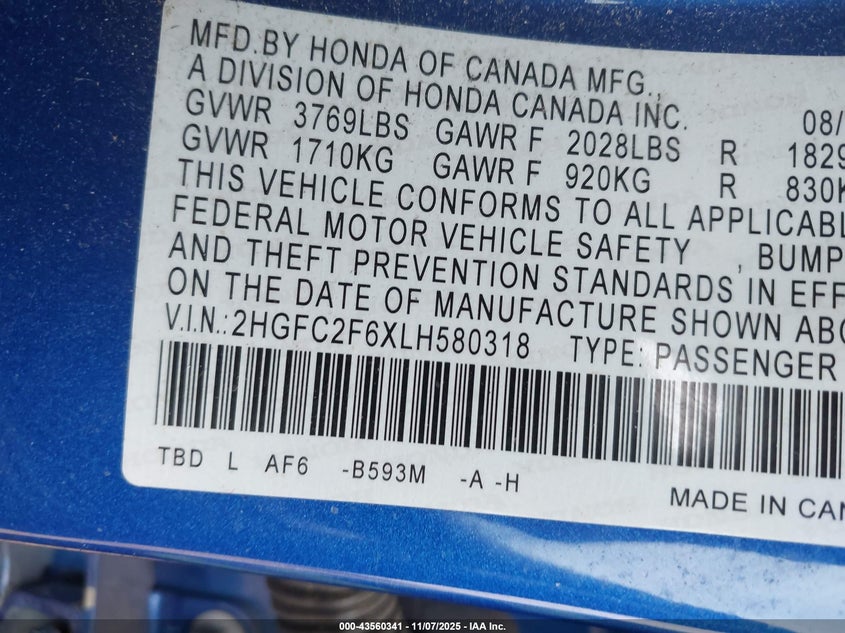 MFD.BY HONDA OF CANADA MFG.,
A DIVISION OF HONDA CANADA INC. 08/
GVWR 3769LBS GAWR F 2028LBS R 1829
GVWR 1710KG GAWR F 920KG R 830K
THIS VEHICLE CONFORMS TO ALL APPLICABL
FEDERAL MOTOR VEHICLE SAFETY , BUMP
AND THEFT PREVENTION STANDARDS IN EFF
ON THE DATE OF MANUFACTURE SHOWN ABO
V.I.N.: 2HGFC2F6XLH580318 TYPE: PASSENGER
TBD L AF6 -B593M -A -H
MADE IN CAN
000-43560341 - 11/07/2025 - IAA Inc.